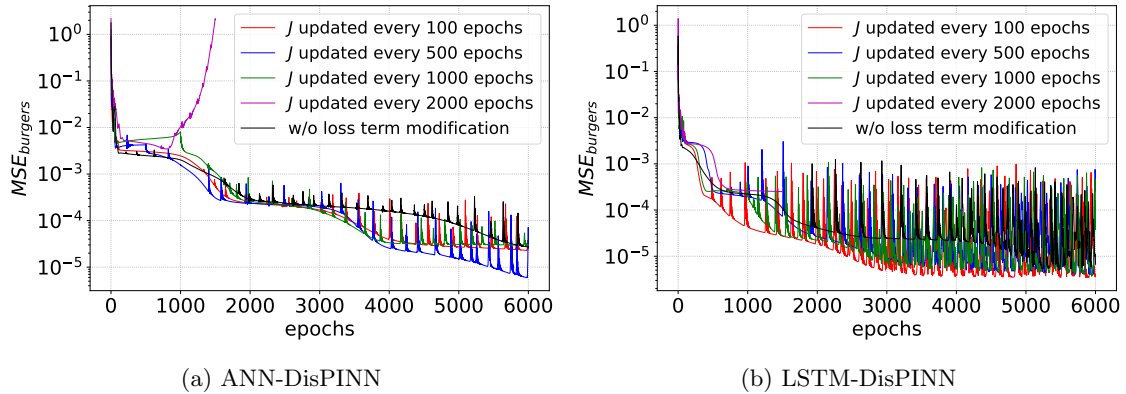 J updated every 100 epochs
J updated every 500 epochs
J updated every 1000 epochs
J updated every 2000 epochs
w/o loss term modification
MSE_{burgers}
10^0
10^{-1}
10^{-2}
10^{-3}
10^{-4}
10^{-5}
0 1000 2000 3000 4000 5000 6000
epochs
(a) ANN-DisPINN
J updated every 100 epochs
J updated every 500 epochs
J updated every 1000 epochs
J updated every 2000 epochs
w/o loss term modification
MSE_{burgers}
10^0
10^{-1}
10^{-2}
10^{-3}
10^{-4}
10^{-5}
0 1000 2000 3000 4000 5000 6000
epochs
(b) LSTM-DisPINN